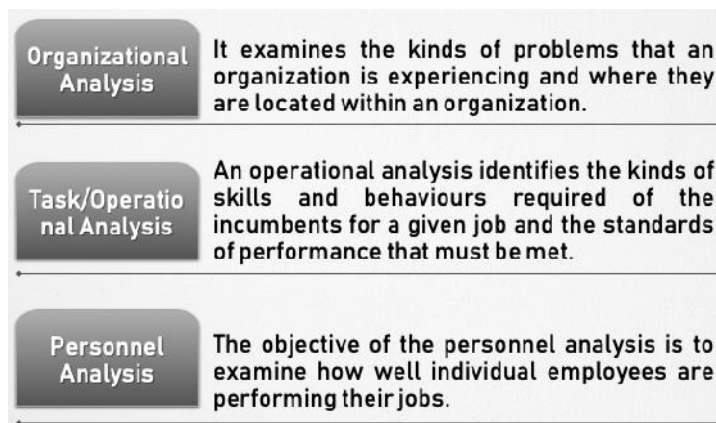 Organizational
Analysis
It examines the kinds of problems that an
organization is experiencing and where they
are located within an organization.
Task/Operatio
nal Analysis
An operational analysis identifies the kinds of
skills and behaviours required of the
incumbents for a given job and the standards
of performance that must be met.
Personnel
Analysis
The objective of the personnel analysis is to
examine how well individual employees are
performing their jobs.